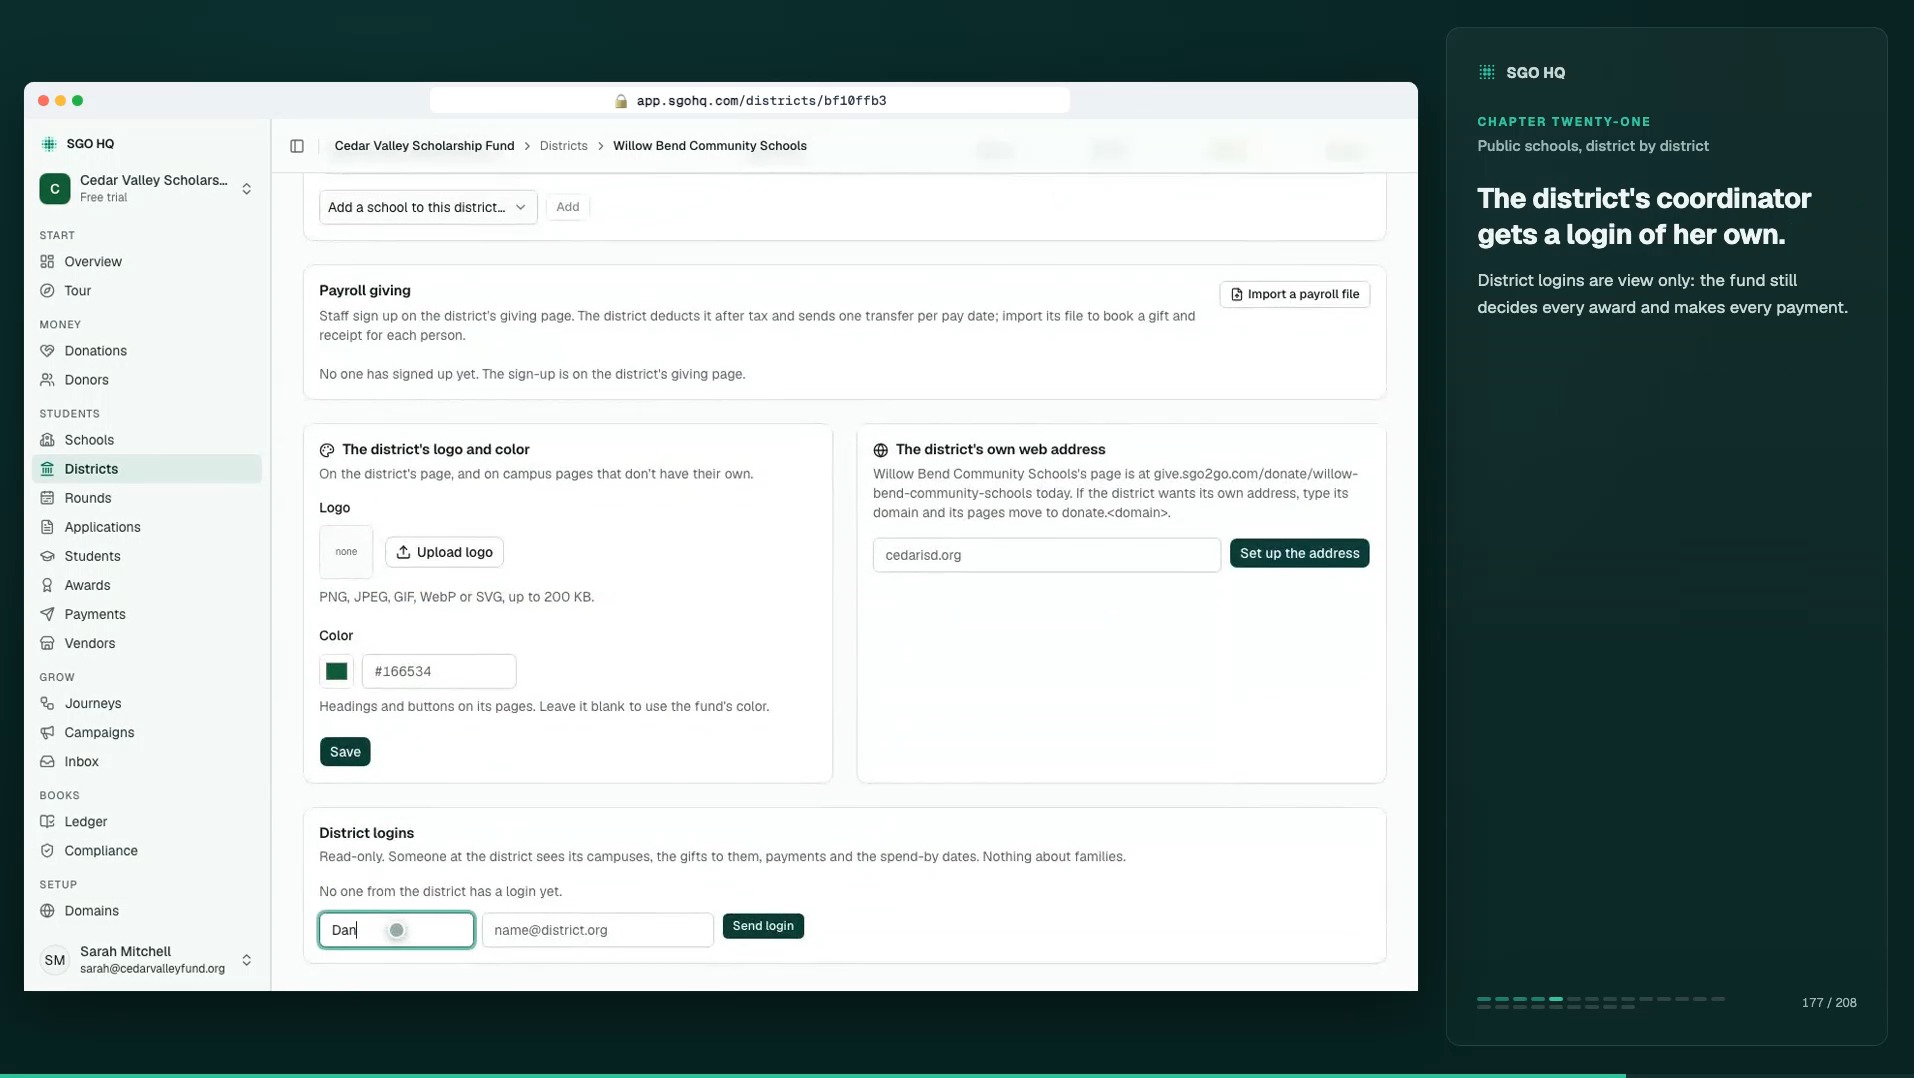 app.sgohq.com/districts/bf10ffb3
SGO HQ
C
Cedar Valley Scholars...
Free trial
START
Overview
Tour
MONEY
Donations
Donors
STUDENTS
Schools
Districts
Rounds
Applications
Students
Awards
Payments
Vendors
GROW
Journeys
Campaigns
Inbox
BOOKS
Ledger
Compliance
SETUP
Domains
SM
Sarah Mitchell
sarah@cedarvalleyfund.org
Cedar Valley Scholarship Fund > Districts > Willow Bend Community Schools
Add a school to this district... Add
Payroll giving
Import a payroll file
Staff sign up on the district's giving page. The district deducts it after tax and sends one transfer per pay date; import its file to book a gift and
receipt for each person.
No one has signed up yet. The sign-up is on the district's giving page.
The district's logo and color
On the district's page, and on campus pages that don't have their own.
Logo
none
Upload logo
PNG, JPEG, GIF, WebP or SVG, up to 200 KB.
Color
#166534
Headings and buttons on its pages. Leave it blank to use the fund's color.
Save
The district's own web address
Willow Bend Community Schools's page is at give.sgo2go.com/donate/willow-
bend-community-schools today. If the district wants its own address, type its
domain and its pages move to donate.<domain>.
cedarisd.org
Set up the address
District logins
Read-only. Someone at the district sees its campuses, the gifts to them, payments and the spend-by dates. Nothing about families.
No one from the district has a login yet.
Dan
name@district.org
Send login
SGO HQ
CHAPTER TWENTY-ONE
Public schools, district by district
The district's coordinator
gets a login of her own.
District logins are view only: the fund still
decides every award and makes every payment.
177 / 208